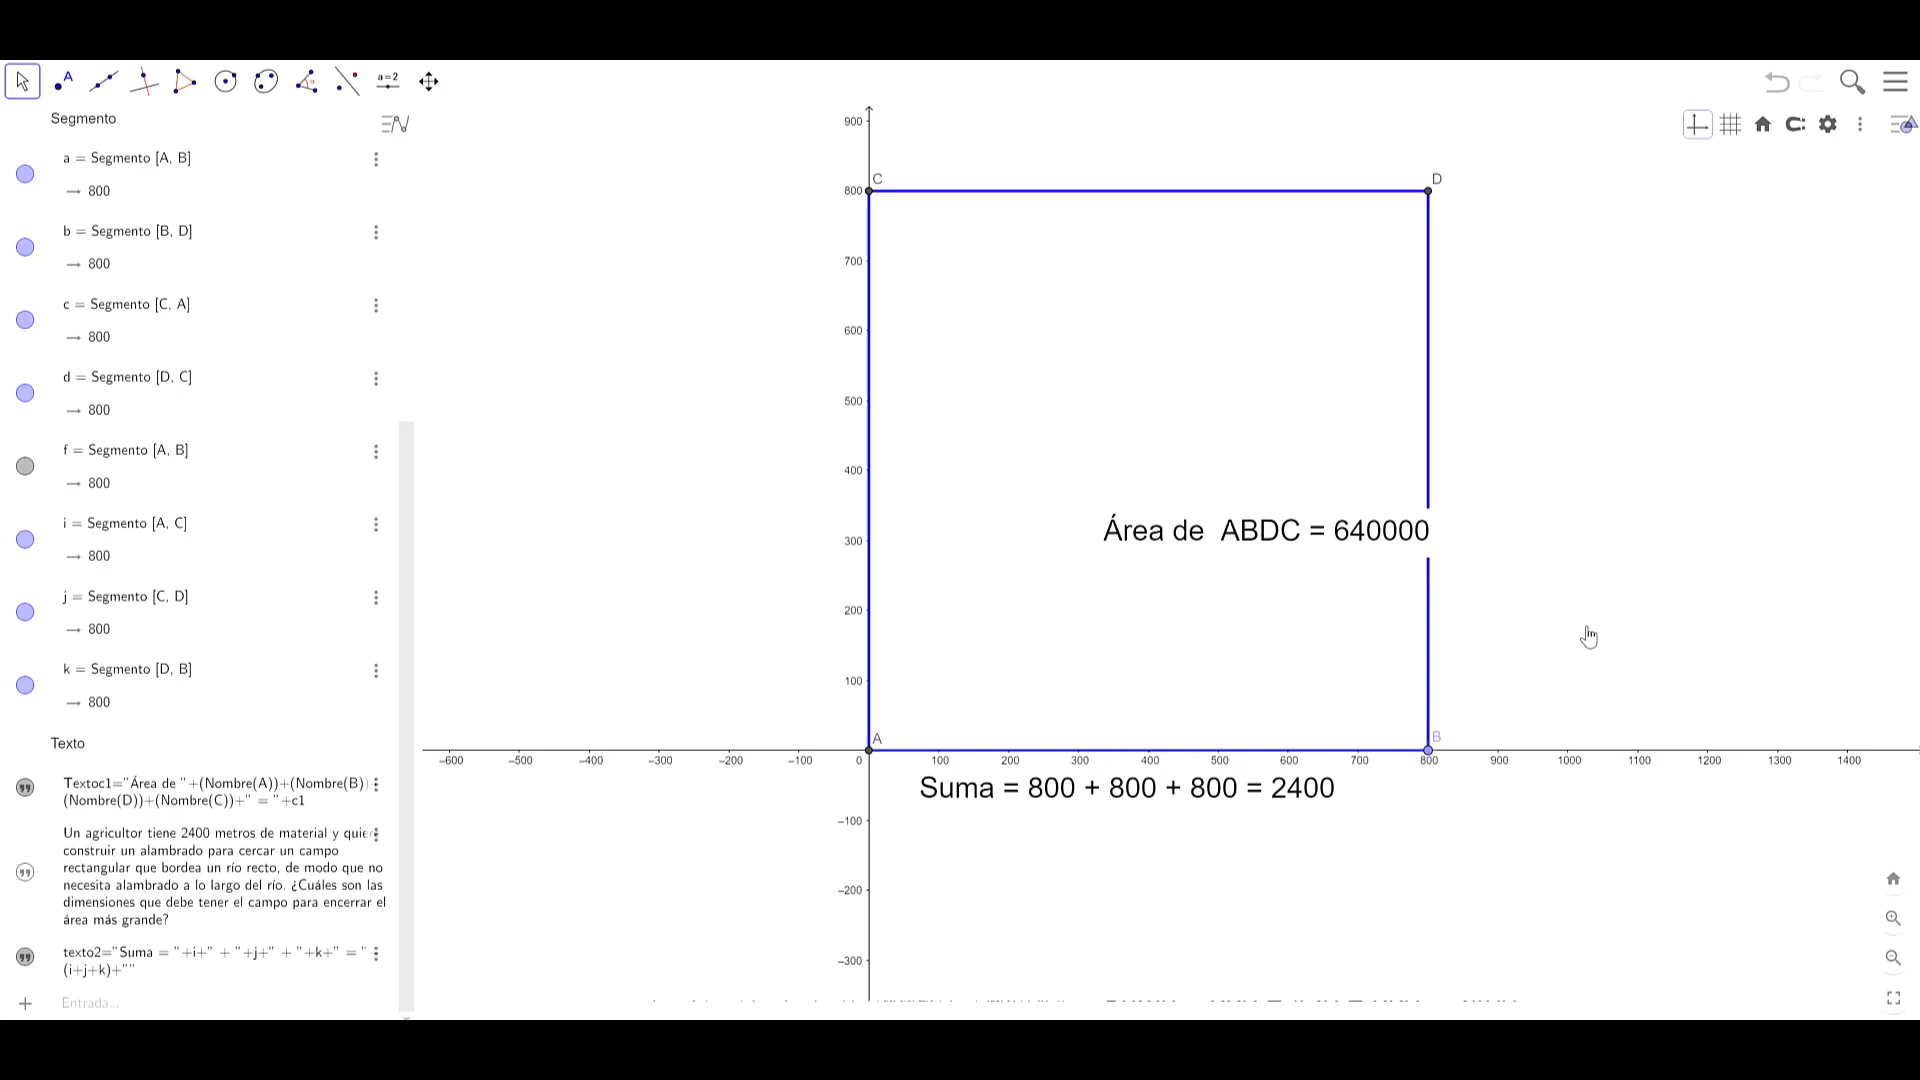 A
a=2
Segmento
a = Segmento [A, B]
→ 800
b = Segmento [B, D]
→ 800
c = Segmento [C, A]
→ 800
d = Segmento [D, C]
→ 800
f = Segmento [A, B]
→ 800
i = Segmento [A, C]
→ 800
j = Segmento [C, D]
→ 800
k = Segmento [D, B]
→ 800
Texto
Textoc1="Área de "+(Nombre(A))+(Nombre(B))
(Nombre(D))+(Nombre(C))+" = "+c1
Un agricultor tiene 2400 metros de material y quiere
construir un alambrado para cercar un campo
rectangular que bordea un río recto, de modo que no
necesita alambrado a lo largo del río. ¿Cuáles son las
dimensiones que debe tener el campo para encerrar el
área más grande?
texto2="Suma = "+i+" + "+j+" + "+k+" = "
(i+j+k)+""
Entrada...
900
C
D
800
700
600
500
400
Área de ABDC = 640000
300
200
100
A
B
−600 −500 −400 −300 −200 −100 0 100 200 300 400 500 600 700 800 900 1000 1100 1200 1300 1400
Suma = 800 + 800 + 800 = 2400
−100
−200
−300